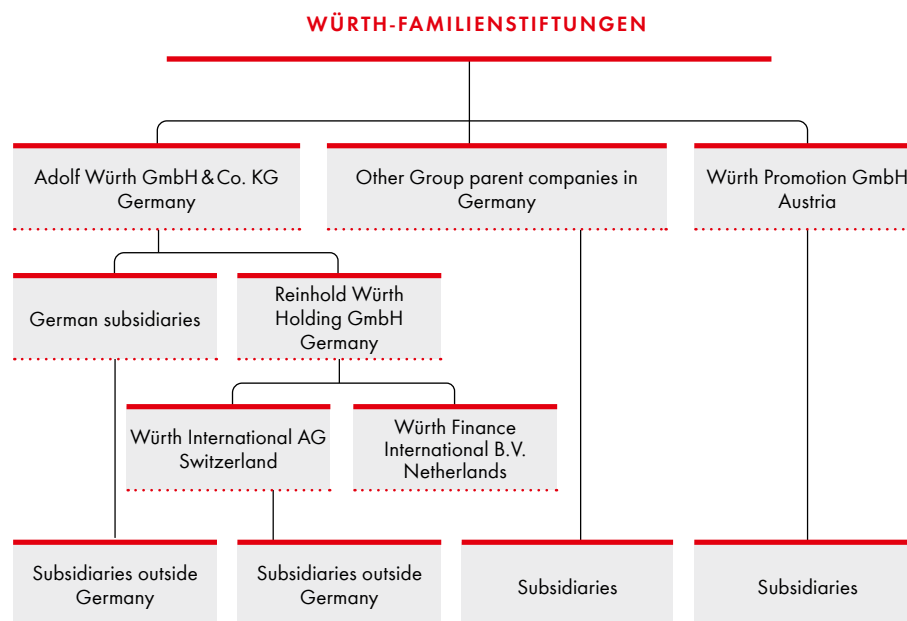 WÜRTH-FAMILIENSTIFTUNGEN
Adolf Würth GmbH & Co. KG
Germany
Other Group parent companies in
Germany
Würth Promotion GmbH
Austria
German subsidiaries
Reinhold Würth
Holding GmbH
Germany
Würth International AG
Switzerland
Würth Finance
International B.V.
Netherlands
Subsidiaries outside
Germany
Subsidiaries outside
Germany
Subsidiaries
Subsidiaries